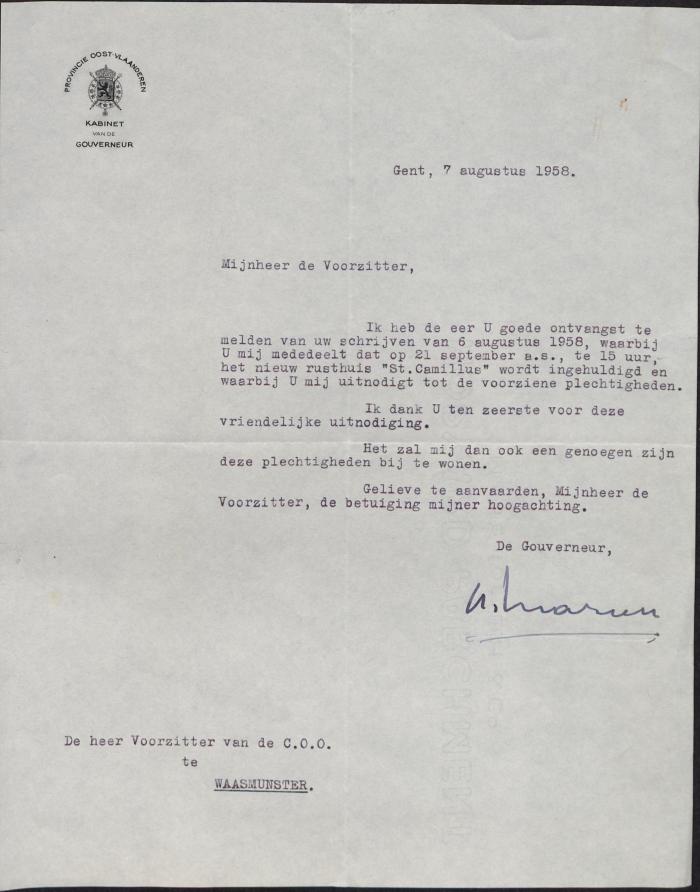 PROVINCIE OOST-VLAANDEREN
KABINET
VAN DE
GOUVERNEUR
Gent, 7 augustus 1958.
Mijnheer de Voorzitter,
Ik heb de eer U goede ontvangst te
melden van uw schrijven van 6 augustus 1958, waarbij
U mij mededeelt dat op 21 september a.s., te 15 uur,
het nieuw rusthuis "St.Camillus" wordt ingehuldigd en
waarbij U mij uitnodigt tot de voorziene plechtigheden.
Ik dank U ten zeerste voor deze
vriendelijke uitnodiging.
Het zal mij dan ook een genoegen zijn
deze plechtigheden bij te wonen.
Gelieve te aanvaarden, Mijnheer de
Voorzitter, de betuiging mijner hoogachting.
De Gouverneur,
De heer Voorzitter van de C.O.O.
te
WAASMUNSTER.